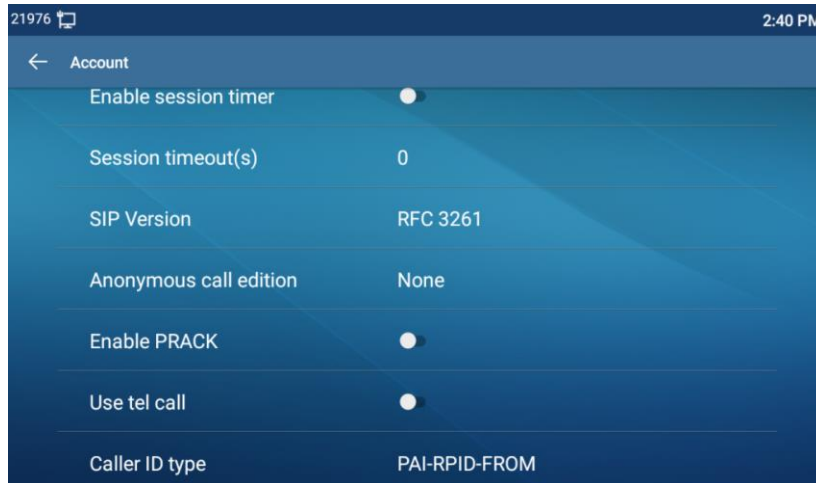 21976 2:40 PM
Account
Enable session timer
Session timeout(s) 0
SIP Version RFC 3261
Anonymous call edition None
Enable PRACK
Use tel call
Caller ID type PAI-RPID-FROM